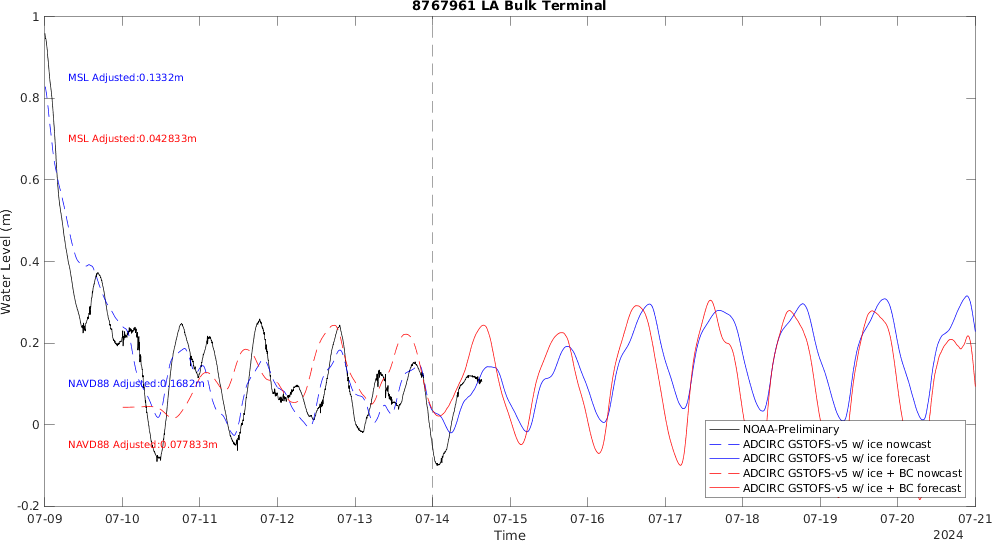 8767961 LA Bulk Terminal
1
0.8
0.6
0.4
0.2
0
-0.2
Water Level (m)
MSL Adjusted:0.1332m
MSL Adjusted:0.042833m
NAVD88 Adjusted:0.1682m
NAVD88 Adjusted:0.077833m
NOAA-Preliminary
ADCIRC GSTOFS-v5 w/ ice nowcast
ADCIRC GSTOFS-v5 w/ ice forecast
ADCIRC GSTOFS-v5 w/ ice + BC nowcast
ADCIRC GSTOFS-v5 w/ ice + BC forecast
07-09 07-10 07-11 07-12 07-13 07-14 07-15 07-16 07-17 07-18 07-19 07-20 07-21
Time
2024